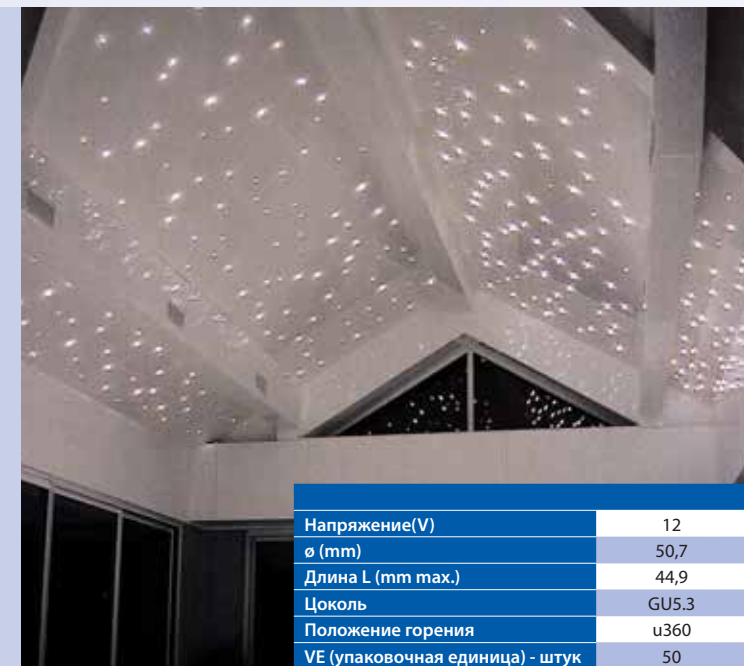 Напряжение(V) 12
ø (mm) 50,7
Длина L (mm max.) 44,9
Цоколь GU5.3
Положение горения u360
VE (упаковочная единица) - штук 50